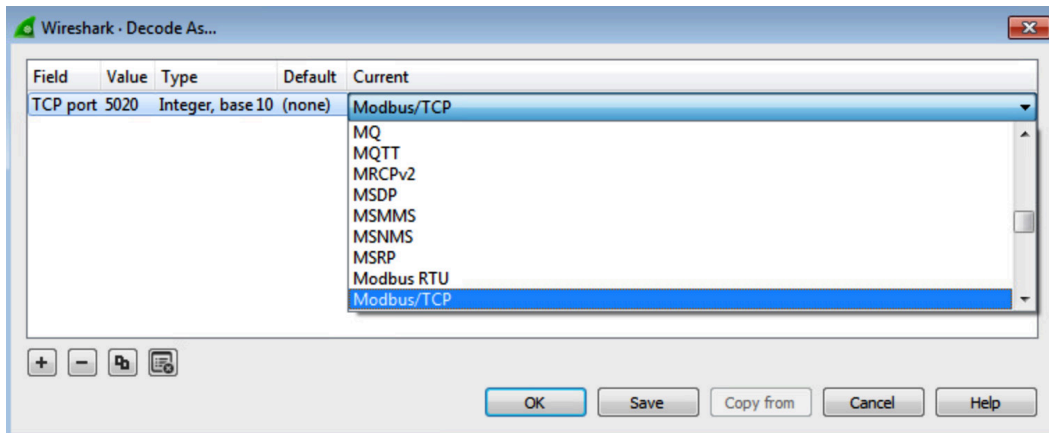 Wireshark · Decode As...
Field Value Type Default Current
TCP port 5020 Integer, base 10 (none) Modbus/TCP
MQ
MQTT
MRCPv2
MSDP
MSMMS
MSNMS
MSRP
Modbus RTU
Modbus/TCP
OK Save Copy from Cancel Help